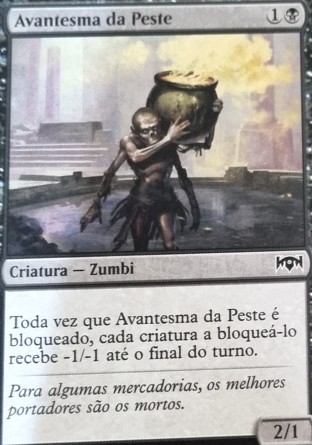 Avantesma da Peste 1
Criatura — Zumbi
Toda vez que Avantesma da Peste é
bloqueado, cada criatura a bloqueá-lo
recebe -1/-1 até o final do turno.
Para algumas mercadorias, os melhores
portadores são os mortos.
2/1